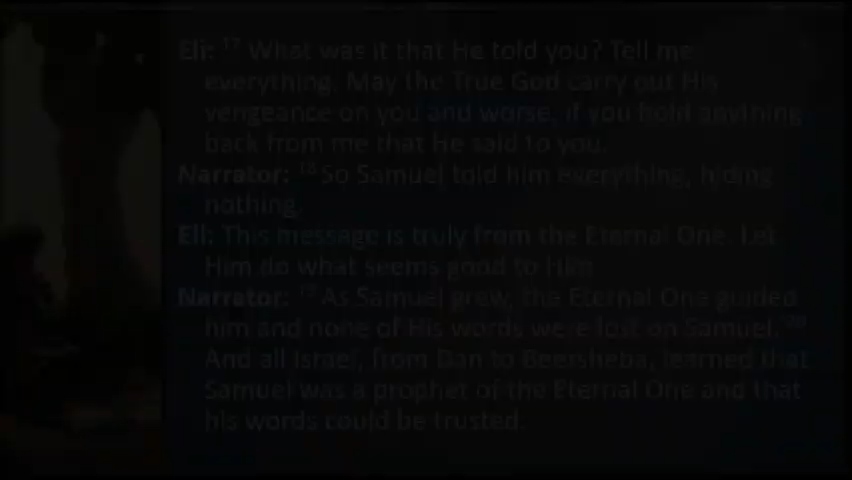 Eli: 17 What was it that He told you? Tell me
everything. May the True God carry out His
vengeance on you and worse, if you hold anything
back from me that He said to you.
Narrator: 18 So Samuel told him everything, hiding
nothing.
Eli: This message is truly from the Eternal One. Let
Him do what seems good to Him.
Narrator: 19 As Samuel grew, the Eternal One guided
him and none of His words were lost on Samuel. 20
And all Israel, from Dan to Beersheba, learned that
Samuel was a prophet of the Eternal One and that
his words could be trusted.